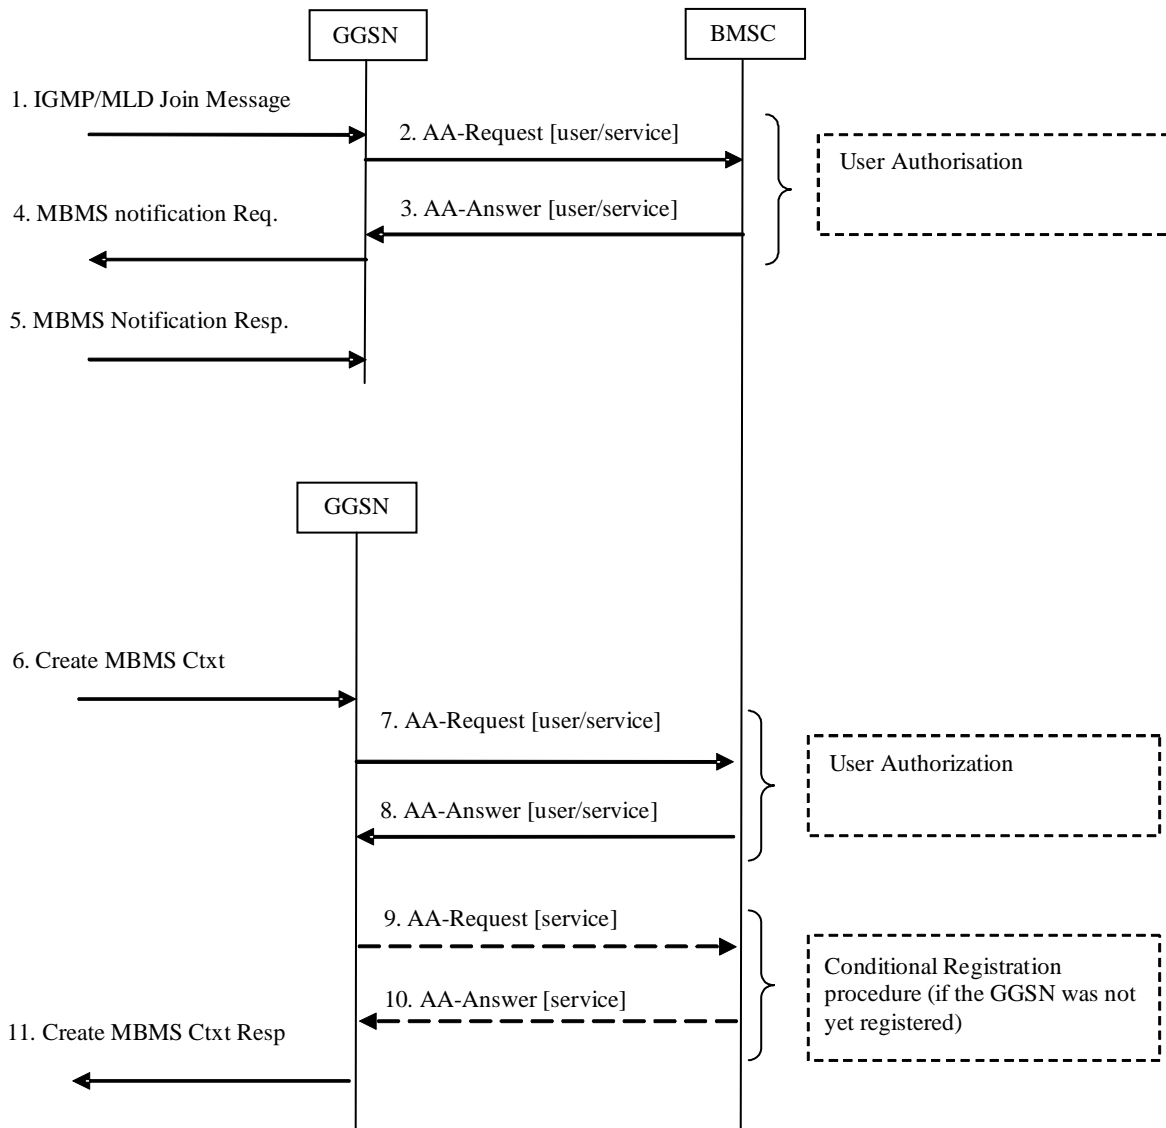 GGSN
BMSC
1. IGMP/MLD Join Message
2. AA-Request [user/service]
User Authorisation
3. AA-Answer [user/service]
4. MBMS notification Req.
5. MBMS Notification Resp.
GGSN
6. Create MBMS Ctxt
7. AA-Request [user/service]
User Authorization
8. AA-Answer [user/service]
9. AA-Request [service]
Conditional Registration
procedure (if the GGSN was not
yet registered)
10. AA-Answer [service]
11. Create MBMS Ctxt Resp